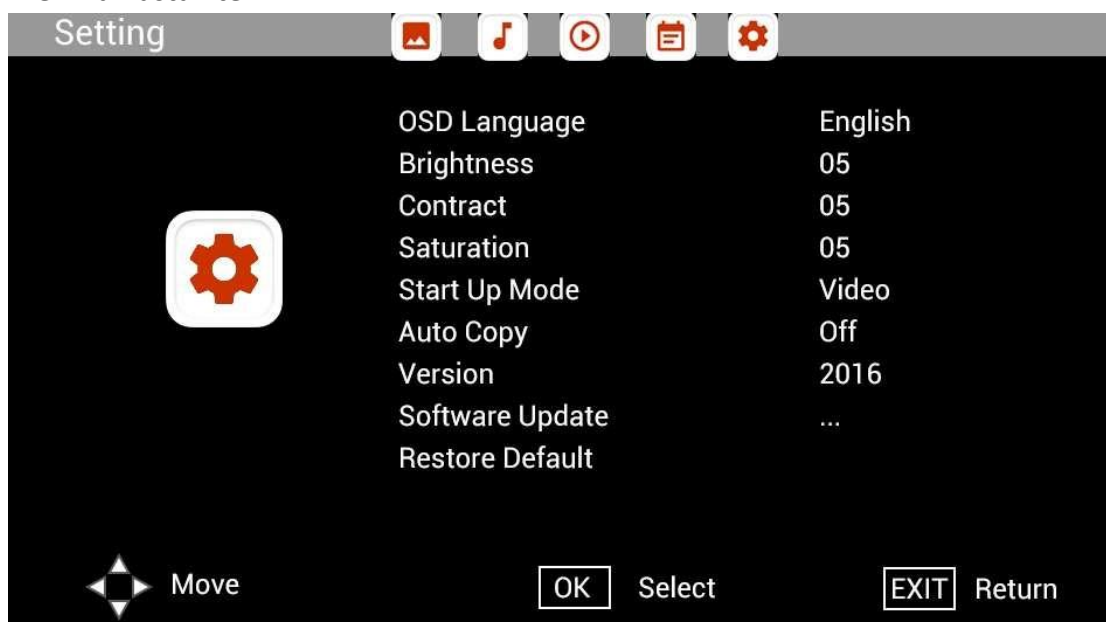 Setting
OSD Language English
Brightness 05
Contract 05
Saturation 05
Start Up Mode Video
Auto Copy Off
Version 2016
Software Update ...
Restore Default
Move OK Select EXIT Return